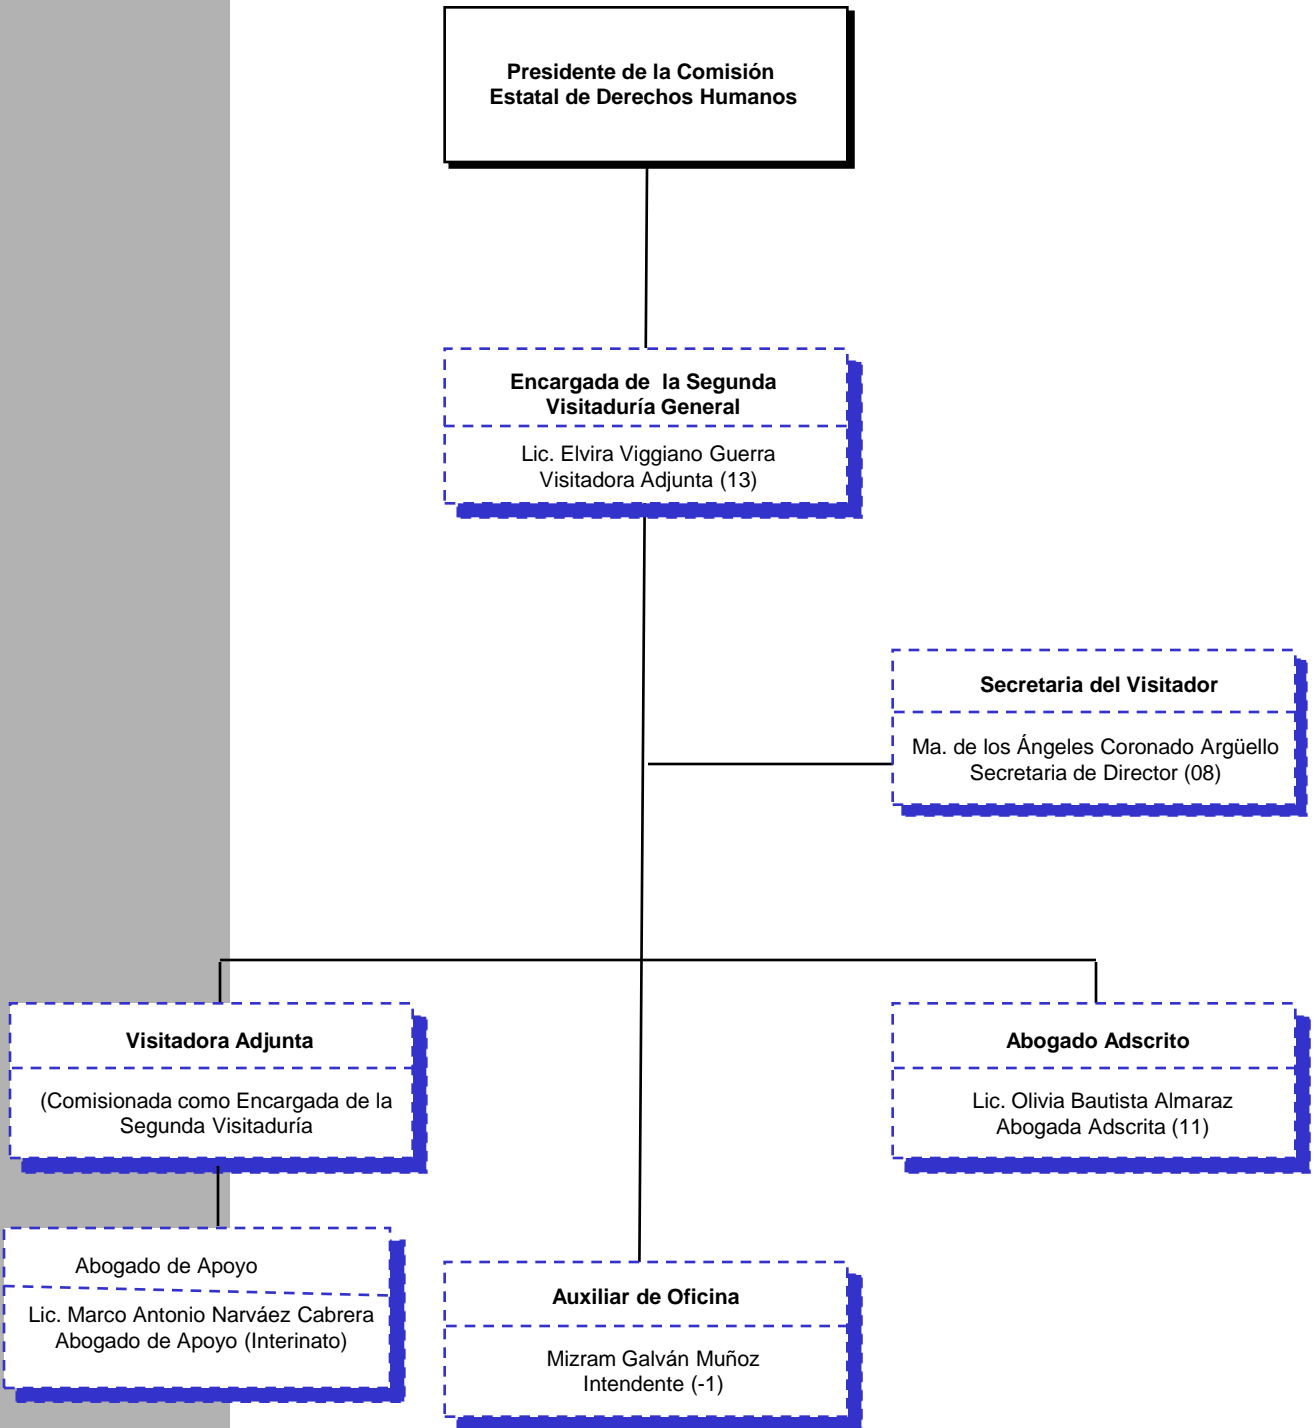 Presidente de la Comisión
Estatal de Derechos Humanos
Encargada de  la Segunda
Visitaduría General
Lic. Elvira Viggiano Guerra
Visitadora Adjunta (13)
Secretaria del Visitador
Ma. de los Ángeles Coronado Argüello
Secretaria de Director (08)
Visitadora Adjunta
(Comisionada como Encargada de la
Segunda Visitaduría
Abogado Adscrito
Lic. Olivia Bautista Almaraz
Abogada Adscrita (11)
Abogado de Apoyo
Lic. Marco Antonio Narváez Cabrera
Abogado de Apoyo (Interinato)
Auxiliar de Oficina
Mizram Galván Muñoz
Intendente (-1)